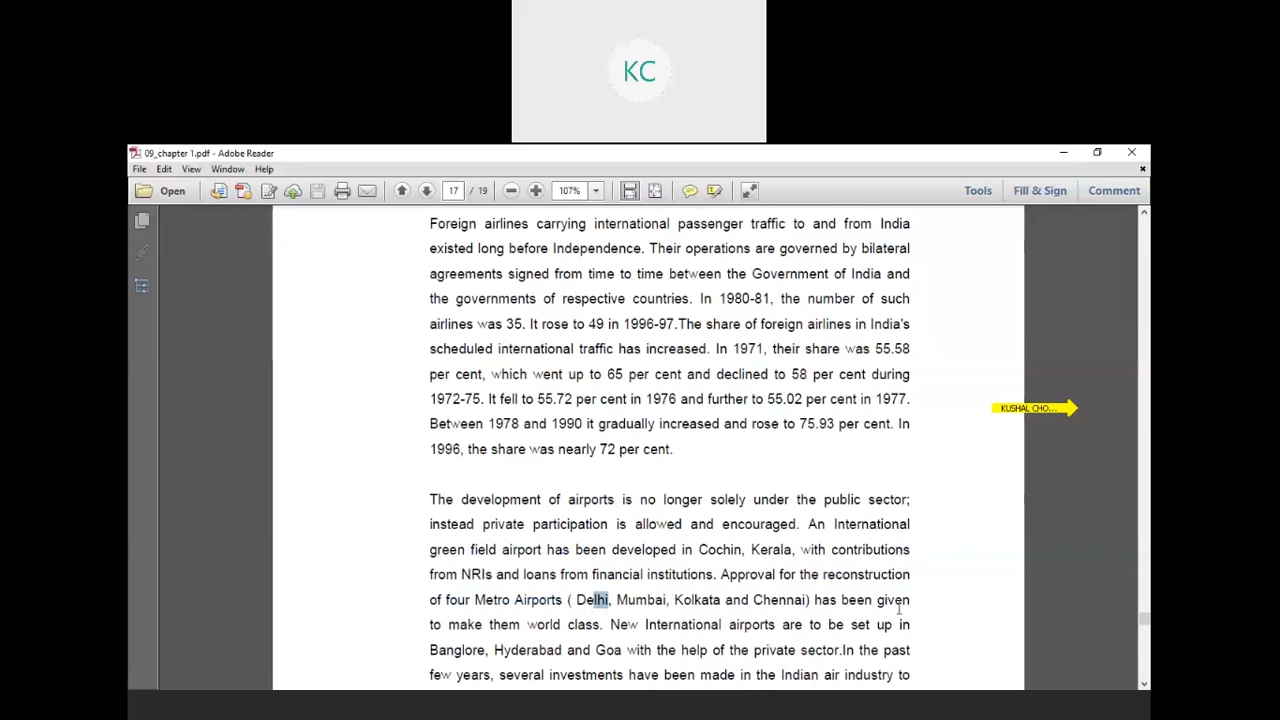 KC
09_chapter 1.pdf - Adobe Reader
File Edit View Window Help
Open 17 / 19 107% Tools Fill & Sign Comment
Foreign airlines carrying international passenger traffic to and from India
existed long before Independence. Their operations are governed by bilateral
agreements signed from time to time between the Government of India and
the governments of respective countries. In 1980-81, the number of such
airlines was 35. It rose to 49 in 1996-97.The share of foreign airlines in India's
scheduled international traffic has increased. In 1971, their share was 55.58
per cent, which went up to 65 per cent and declined to 58 per cent during
1972-75. It fell to 55.72 per cent in 1976 and further to 55.02 per cent in 1977.
KUSHAL CHO...
Between 1978 and 1990 it gradually increased and rose to 75.93 per cent. In
1996, the share was nearly 72 per cent.
The development of airports is no longer solely under the public sector;
instead private participation is allowed and encouraged. An International
green field airport has been developed in Cochin, Kerala, with contributions
from NRIs and loans from financial institutions. Approval for the reconstruction
of four Metro Airports ( Delhi, Mumbai, Kolkata and Chennai) has been given
to make them world class. New International airports are to be set up in
Banglore, Hyderabad and Goa with the help of the private sector.In the past
few years, several investments have been made in the Indian air industry to